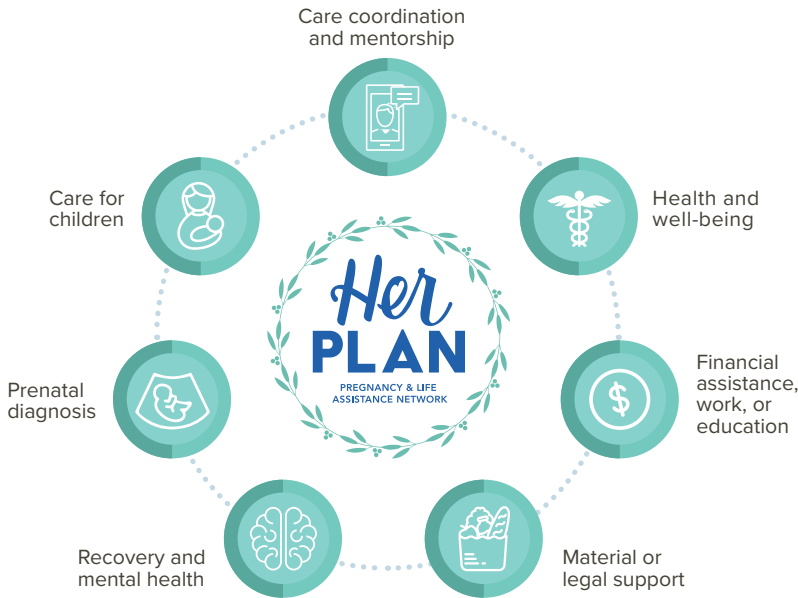 Care coordination
and mentorship
Care for
children
Health and
well-being
Her
PLAN
PREGNANCY & LIFE
ASSISTANCE NETWORK
Prenatal
diagnosis
Financial
assistance,
work, or
education
$
Recovery and
mental health
Material or
legal support